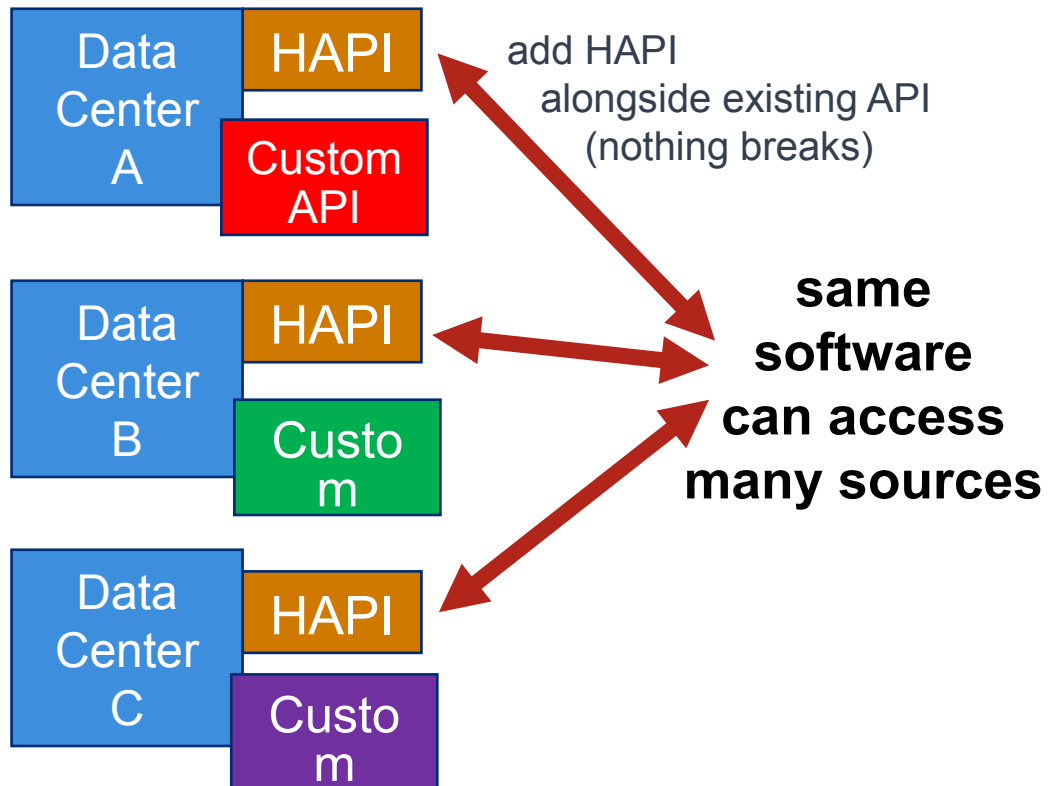 Data
Center
A
HAPI
Custom
API
add HAPI
alongside existing API
(nothing breaks)
Data
Center
B
HAPI
Custo
m
same
software
can access
many sources
Data
Center
C
HAPI
Custo
m